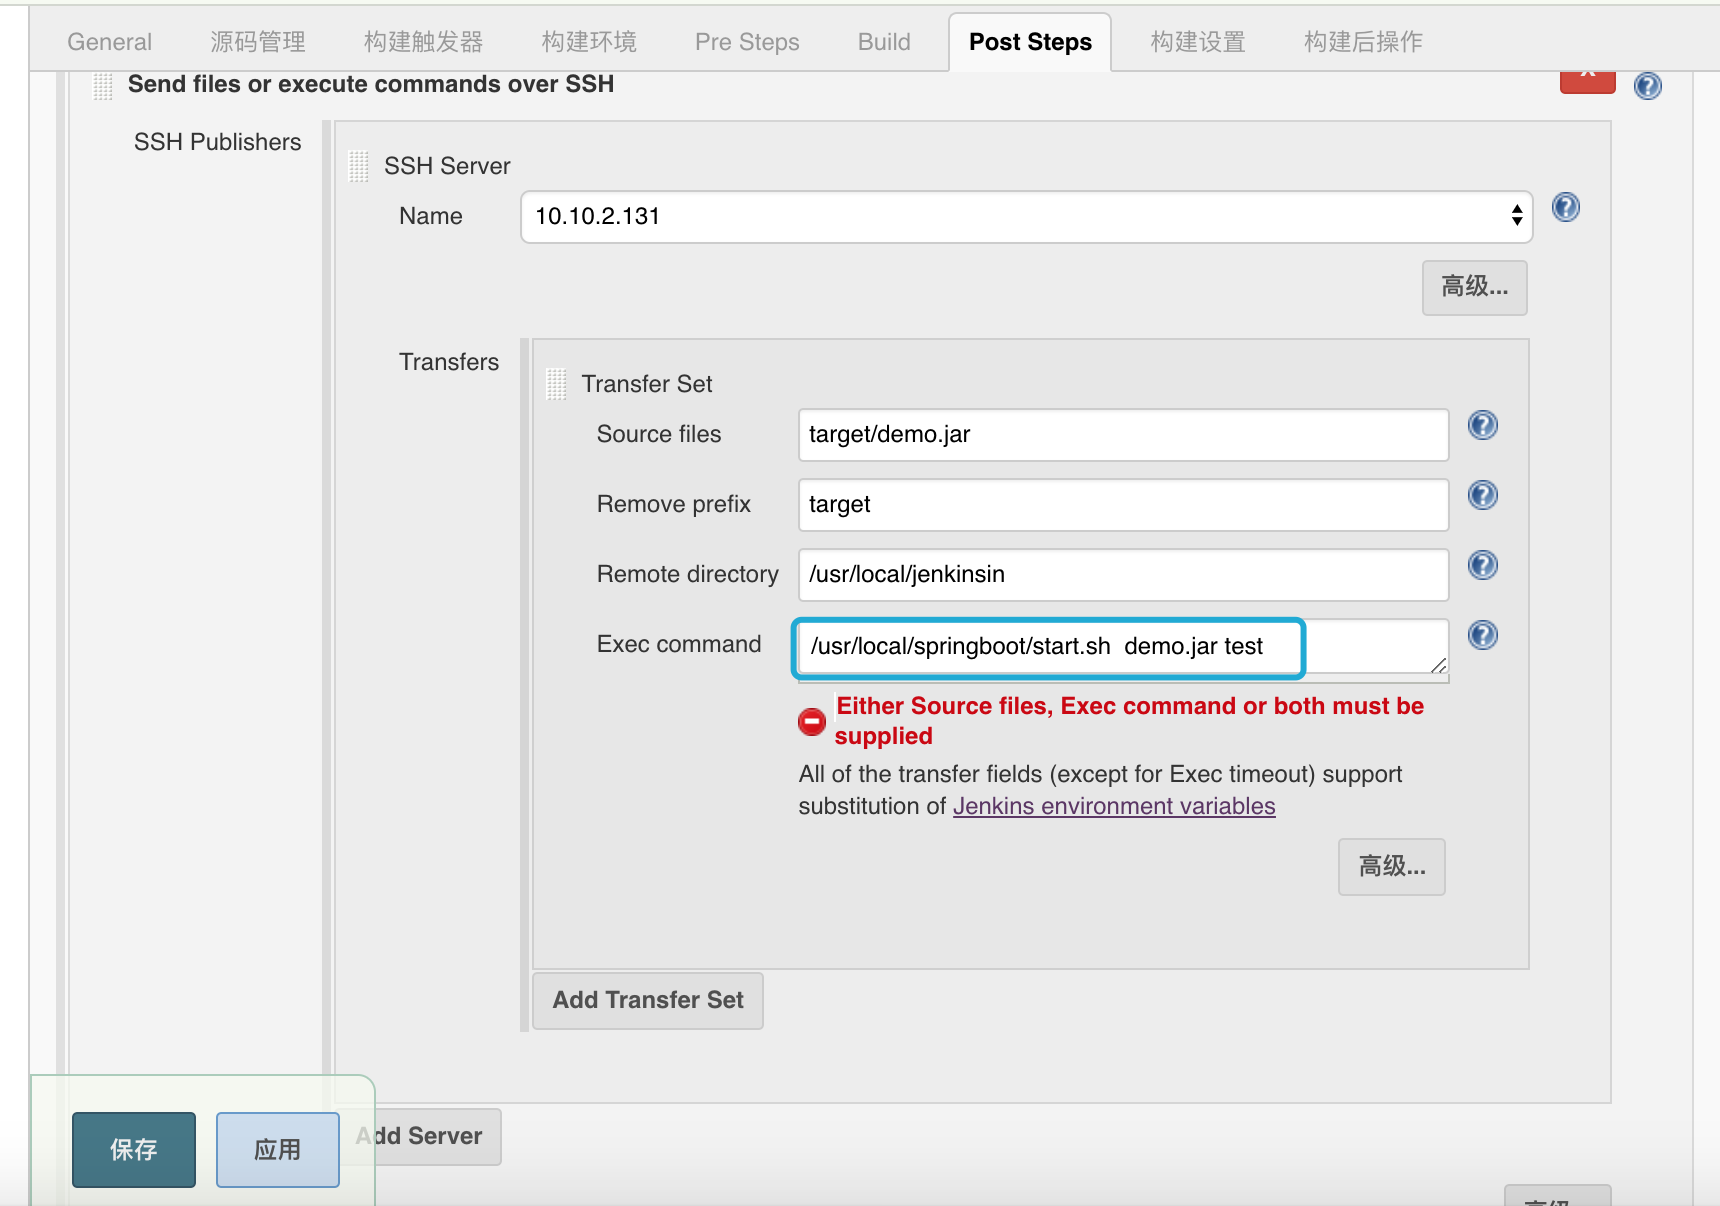 General 源码管理 构建触发器 构建环境 Pre Steps Build Post Steps 构建设置 构建后操作
Send files or execute commands over SSH
SSH Publishers
SSH Server
Name 10.10.2.131
高级...
Transfers
Transfer Set
Source files target/demo.jar
Remove prefix target
Remote directory /usr/local/jenkinsin
Exec command /usr/local/springboot/start.sh  demo.jar test
Either Source files, Exec command or both must be
supplied
All of the transfer fields (except for Exec timeout) support
substitution of Jenkins environment variables
高级...
Add Transfer Set
Add Server
保存 应用
高级...